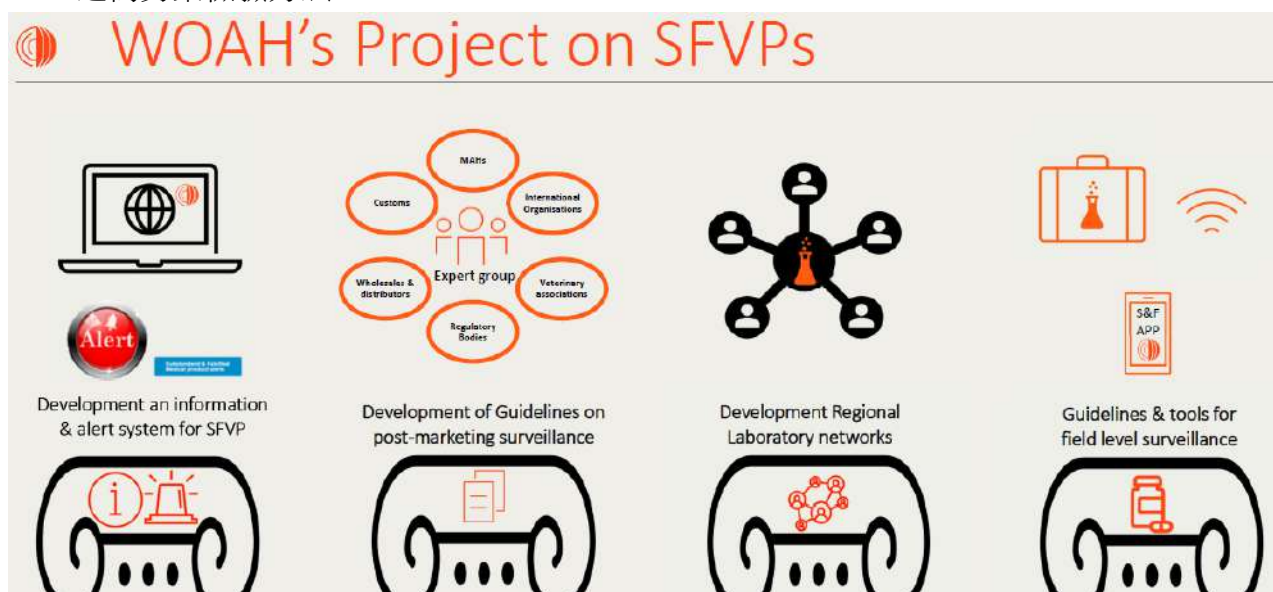 WOAH's Project on SFVPs
Alert
Development an information
& alert system for SFVP
MAHs
Customs
International
Organisations
Expert group
Wholesales &
distributors
Veterinary
associations
Regulatory
Bodies
Development of Guidelines on
post-marketing surveillance
Development Regional
Laboratory networks
S&F
APP
Guidelines & tools for
field level surveillance
i